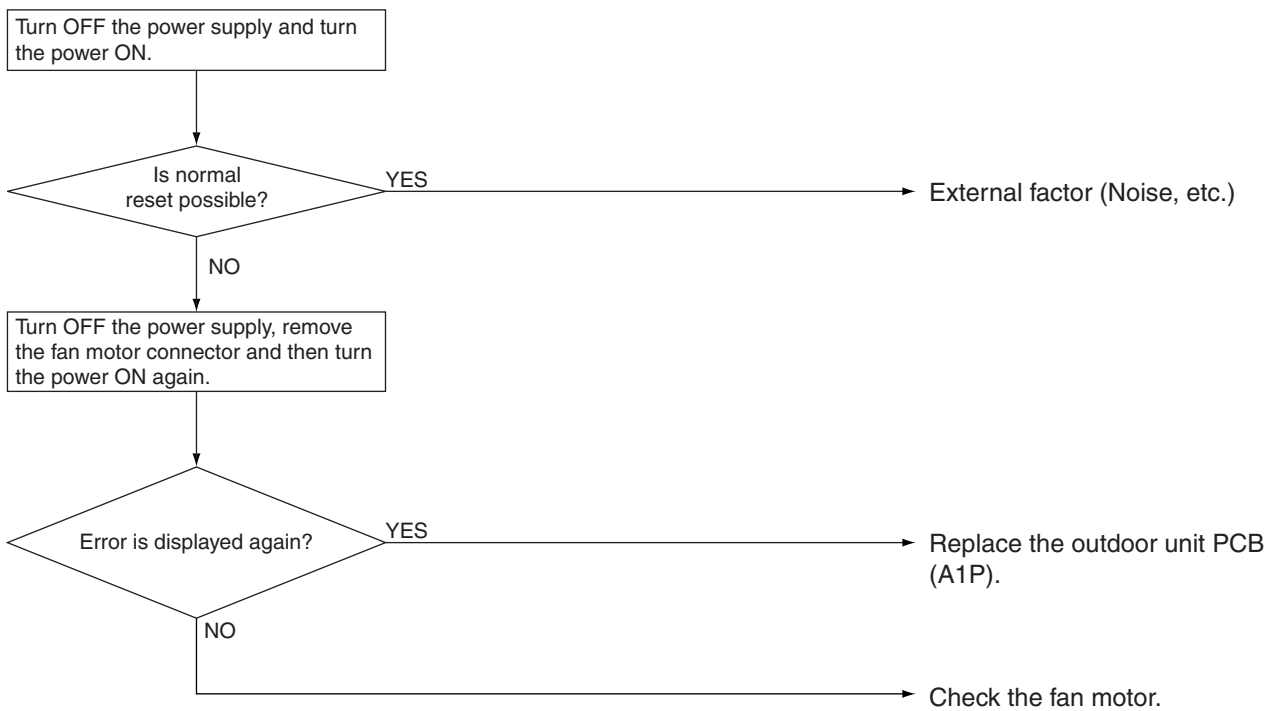 Turn OFF the power supply and turn
the power ON.
Is normal
reset possible?
YES
External factor (Noise, etc.)
NO
Turn OFF the power supply, remove
the fan motor connector and then turn
the power ON again.
Error is displayed again?
YES
Replace the outdoor unit PCB
(A1P).
NO
Check the fan motor.